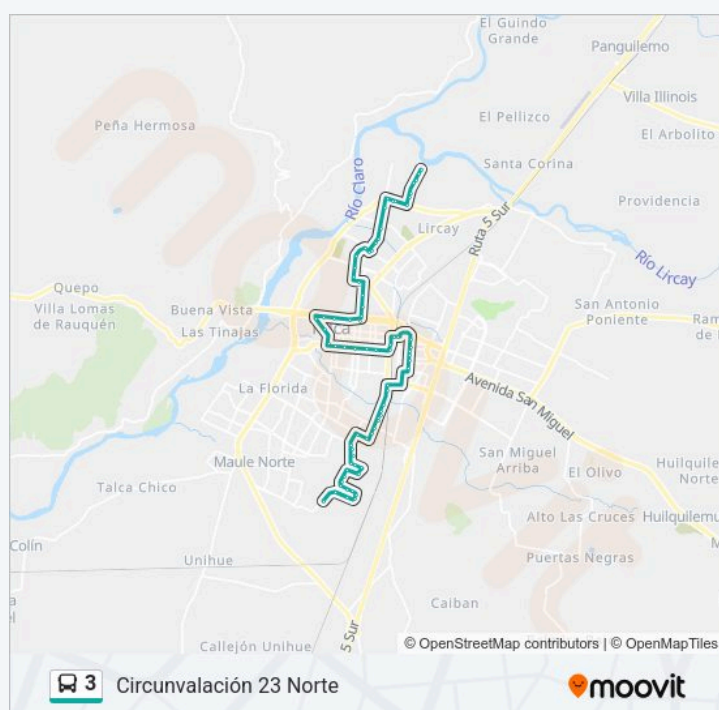 El Guindo
Grande
Panguilemo
Villa Illinois
Peña Hermosa
El Pellizco
El Arbolito
Santa Corina
Río Claro
Providencia
Lircay
Ruta 5 Sur
Río Lircay
Quepo
Villa Lomas
de Rauquén
Buena Vista
Las Tinajas
San Antonio
Poniente
La Florida
Avenida San Miguel
San Miguel
Arriba
Maule Norte
El Olivo
Huilquilem
Norte
Talca Chico
Alto Las Cruces
Huilquilemu
Colín
Unihue
Puertas Negras
Caiban
Callejón Unihue
5 Sur
© OpenStreetMap contributors | © OpenMapTiles
3 Circunvalación 23 Norte
moovit